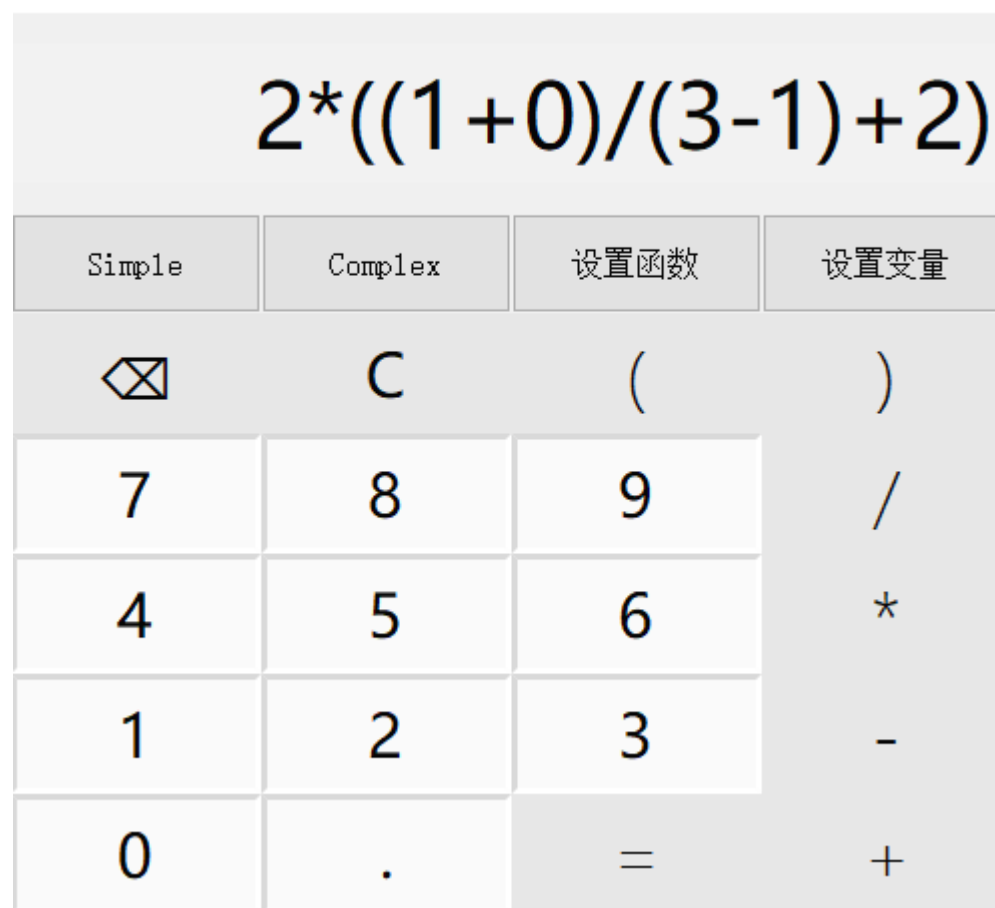 2*((1+0)/(3-1)+2)
Simple Complex 设置函数 设置变量
⌫ C ( )
7 8 9 /
4 5 6 *
1 2 3 -
0 . = +